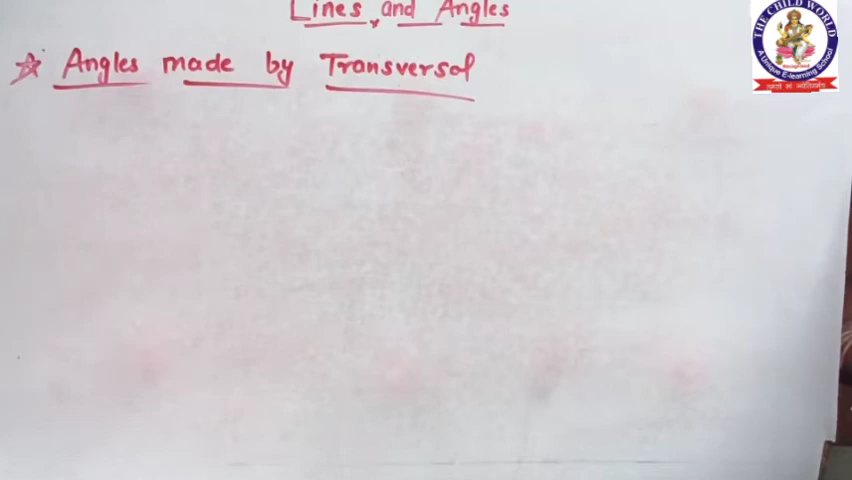 Lines, and Angles
☆ Angles made by Transversal
THE CHILD WORLD
A Unique E-learning School